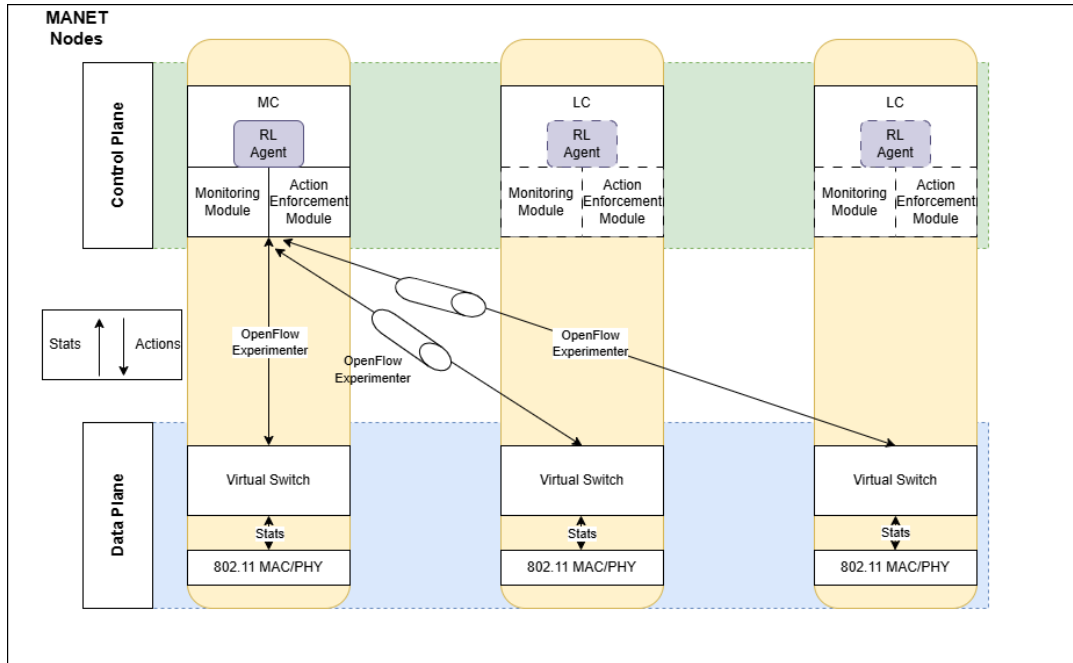 MANET
Nodes
Control Plane
MC
RL
Agent
Monitoring
Module
Action
Enforcement
Module
LC
RL
Agent
Monitoring
Module
Action
Enforcement
Module
LC
RL
Agent
Monitoring
Module
Action
Enforcement
Module
Stats
Actions
OpenFlow
Experimenter
OpenFlow
Experimenter
OpenFlow
Experimenter
Data Plane
Virtual Switch
Stats
802.11 MAC/PHY
Virtual Switch
Stats
802.11 MAC/PHY
Virtual Switch
Stats
802.11 MAC/PHY